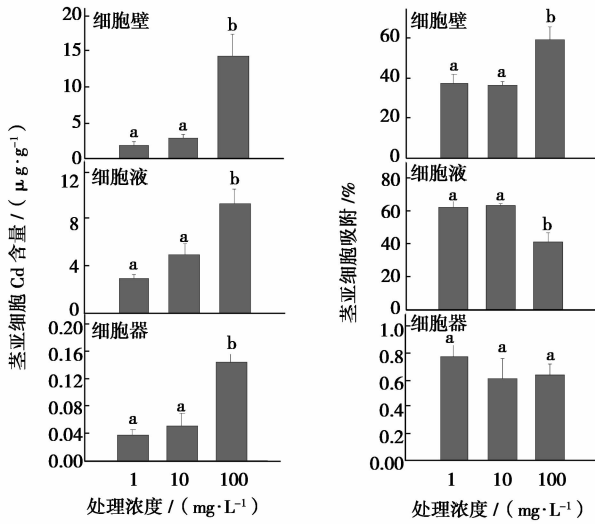 细胞壁
20
15
10
5
0
a
a
b
细胞液
12
8
4
0
a
a
b
细胞器
0.20
0.16
0.12
0.08
0.04
0.00
a
a
b
1 10 100
处理浓度 /（mg·L⁻¹）
茎亚细胞 Cd 含量 /（μg·g⁻¹）
细胞壁
60
40
20
0
a
a
b
细胞液
80
60
40
20
0
a
a
b
细胞器
1.0
0.8
0.6
0.4
0.2
0.00
a
a
a
1 10 100
处理浓度 /（mg·L⁻¹）
茎亚细胞吸附 /%